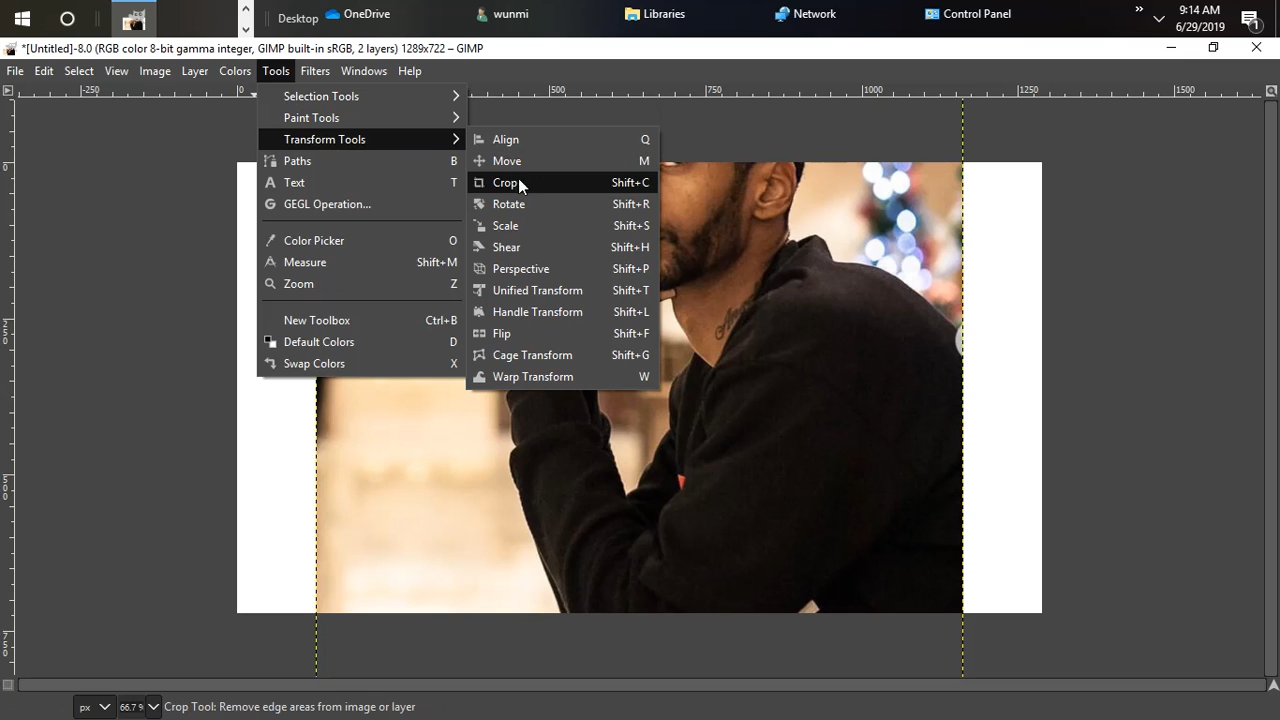 Desktop
OneDrive
wunmi
Libraries
Network
Control Panel
»
9:14 AM
6/29/2019
1
*[Untitled]-8.0 (RGB color 8-bit gamma integer, GIMP built-in sRGB, 2 layers) 1289x722 – GIMP
File Edit Select View Image Layer Colors Tools Filters Windows Help
-250 0 500 750 1000 1250 1500
Selection Tools
Paint Tools
Transform Tools
Paths B
Text T
GEGL Operation...
Color Picker O
Measure Shift+M
Zoom Z
New Toolbox Ctrl+B
Default Colors D
Swap Colors X
Align Q
Move M
Crop Shift+C
Rotate Shift+R
Scale Shift+S
Shear Shift+H
Perspective Shift+P
Unified Transform Shift+T
Handle Transform Shift+L
Flip Shift+F
Cage Transform Shift+G
Warp Transform W
0
250
500
750
px 66.7 % Crop Tool: Remove edge areas from image or layer